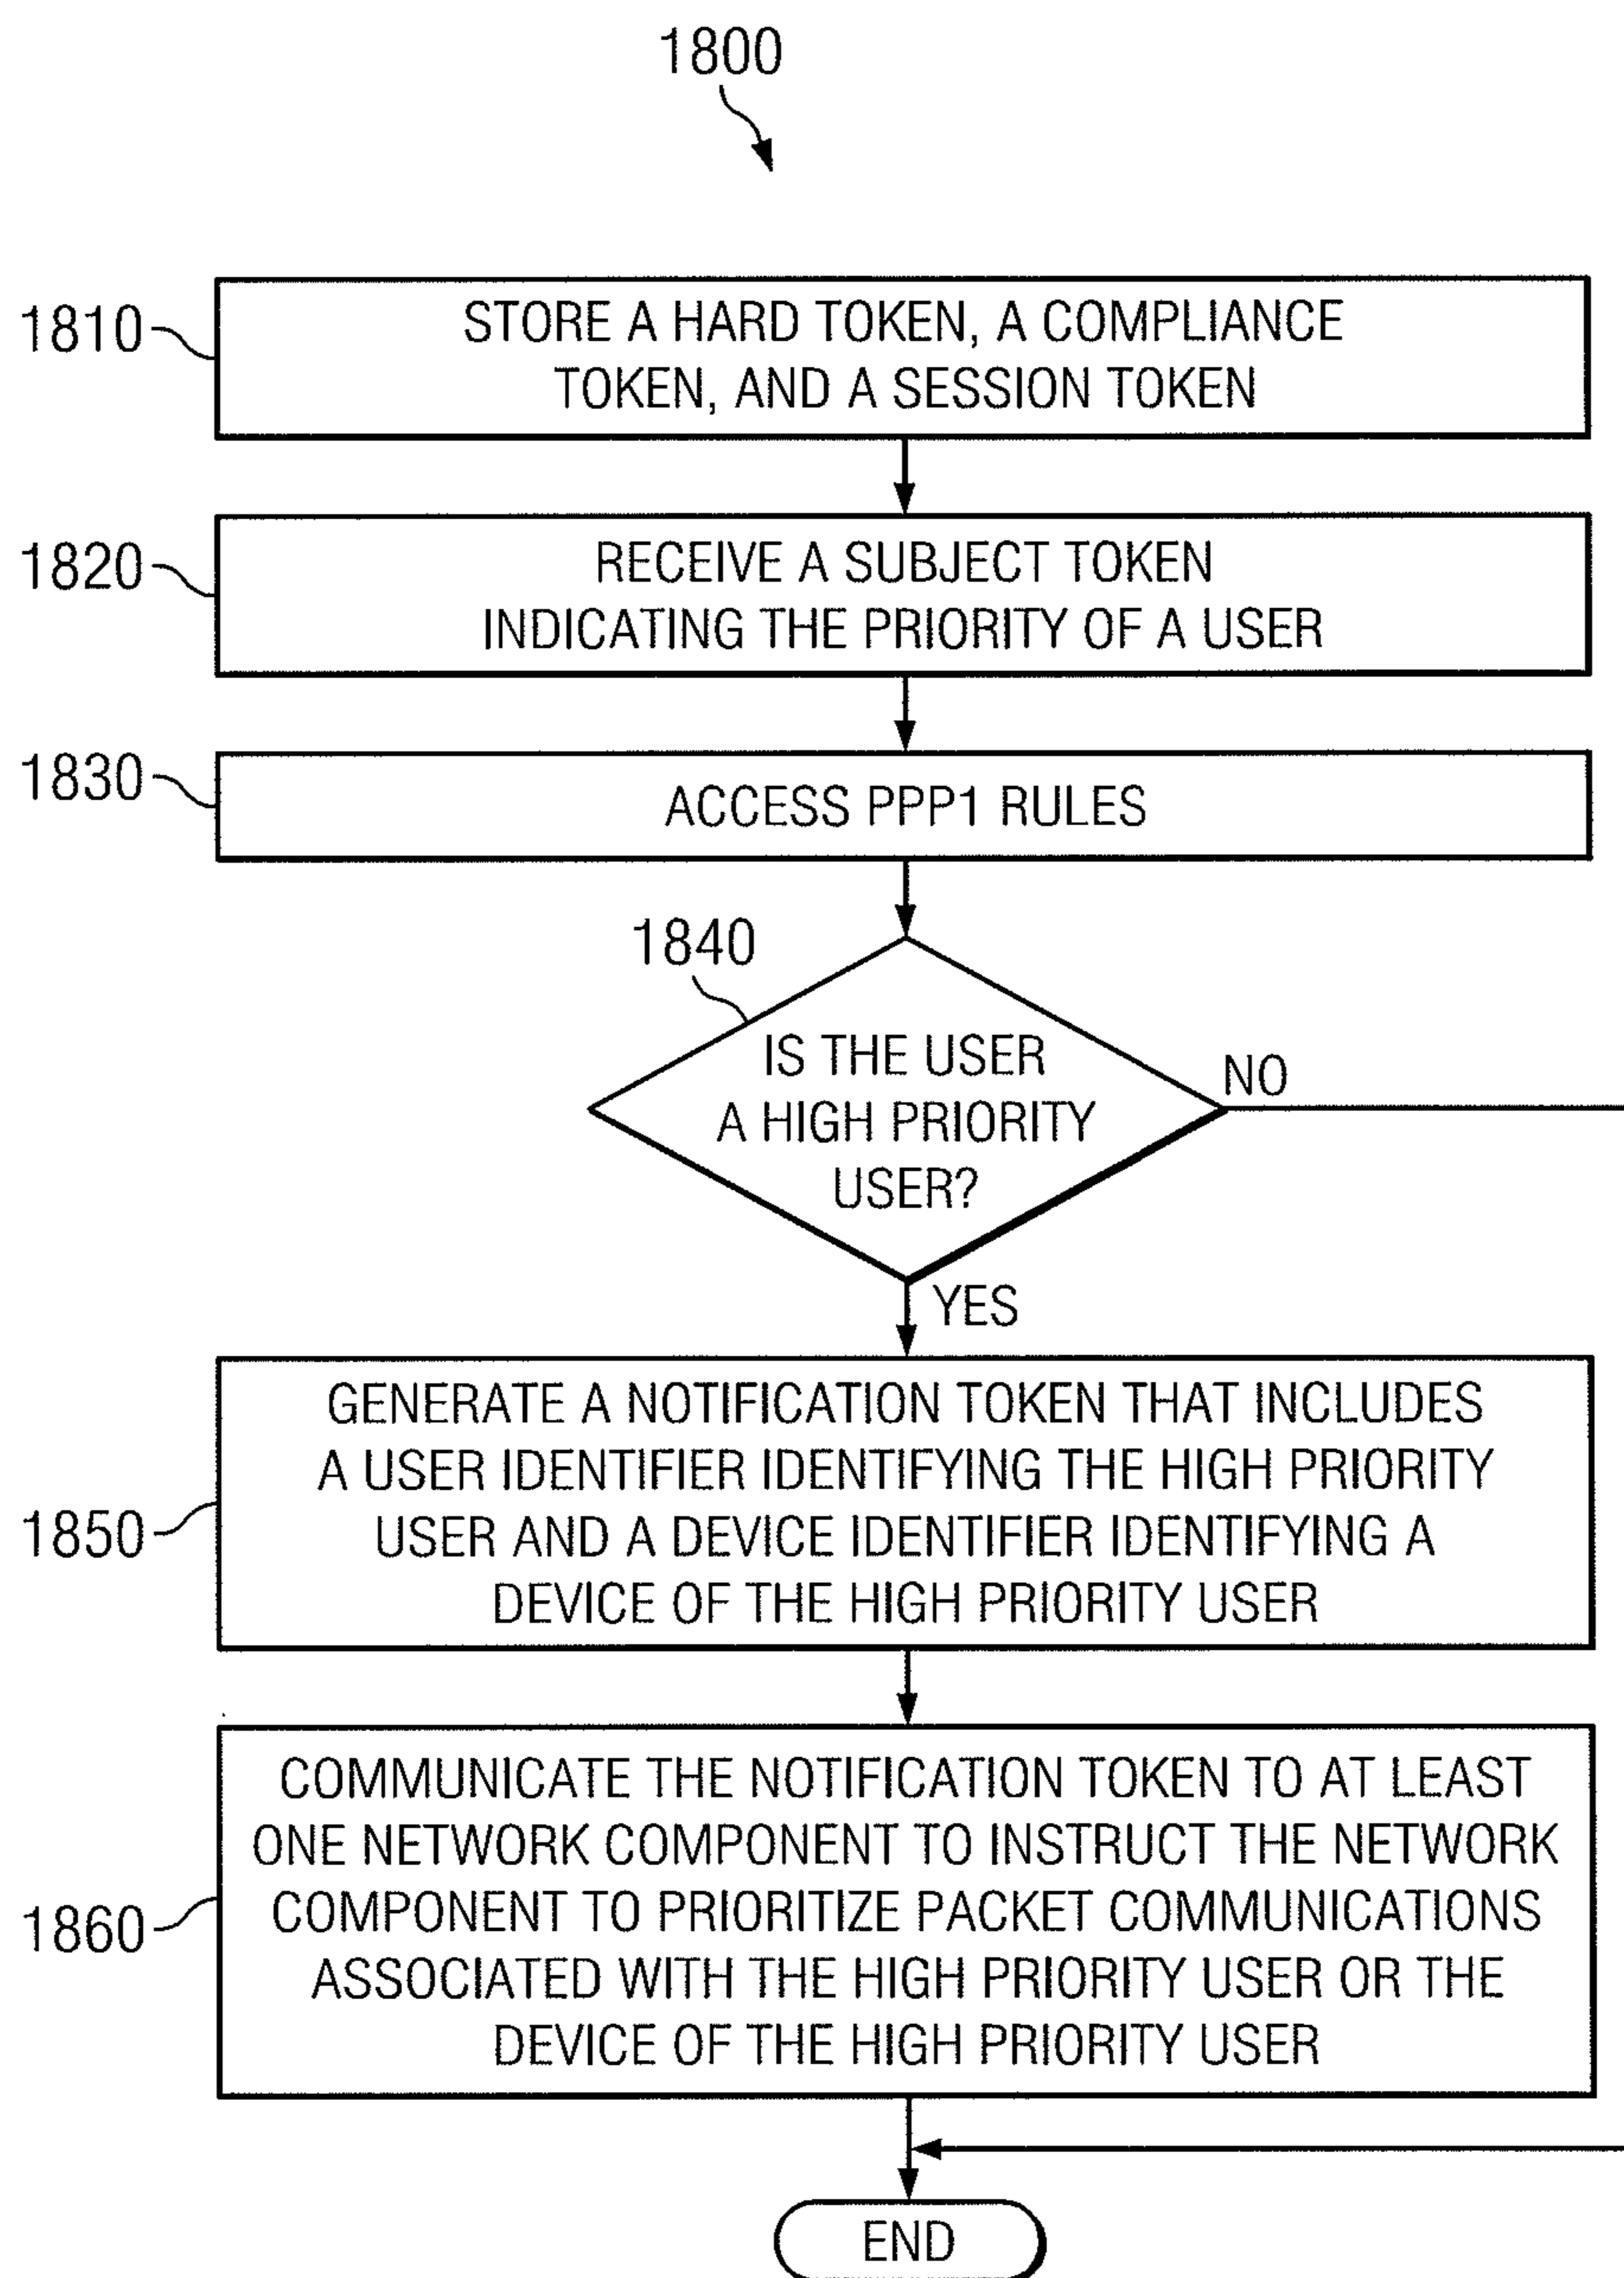 1800
1810
STORE A HARD TOKEN, A COMPLIANCE
TOKEN, AND A SESSION TOKEN
1820
RECEIVE A SUBJECT TOKEN
INDICATING THE PRIORITY OF A USER
1830
ACCESS PPP1 RULES
1840
IS THE USER
A HIGH PRIORITY
USER?
NO
YES
1850
GENERATE A NOTIFICATION TOKEN THAT INCLUDES
A USER IDENTIFIER IDENTIFYING THE HIGH PRIORITY
USER AND A DEVICE IDENTIFIER IDENTIFYING A
DEVICE OF THE HIGH PRIORITY USER
1860
COMMUNICATE THE NOTIFICATION TOKEN TO AT LEAST
ONE NETWORK COMPONENT TO INSTRUCT THE NETWORK
COMPONENT TO PRIORITIZE PACKET COMMUNICATIONS
ASSOCIATED WITH THE HIGH PRIORITY USER OR THE
DEVICE OF THE HIGH PRIORITY USER
END